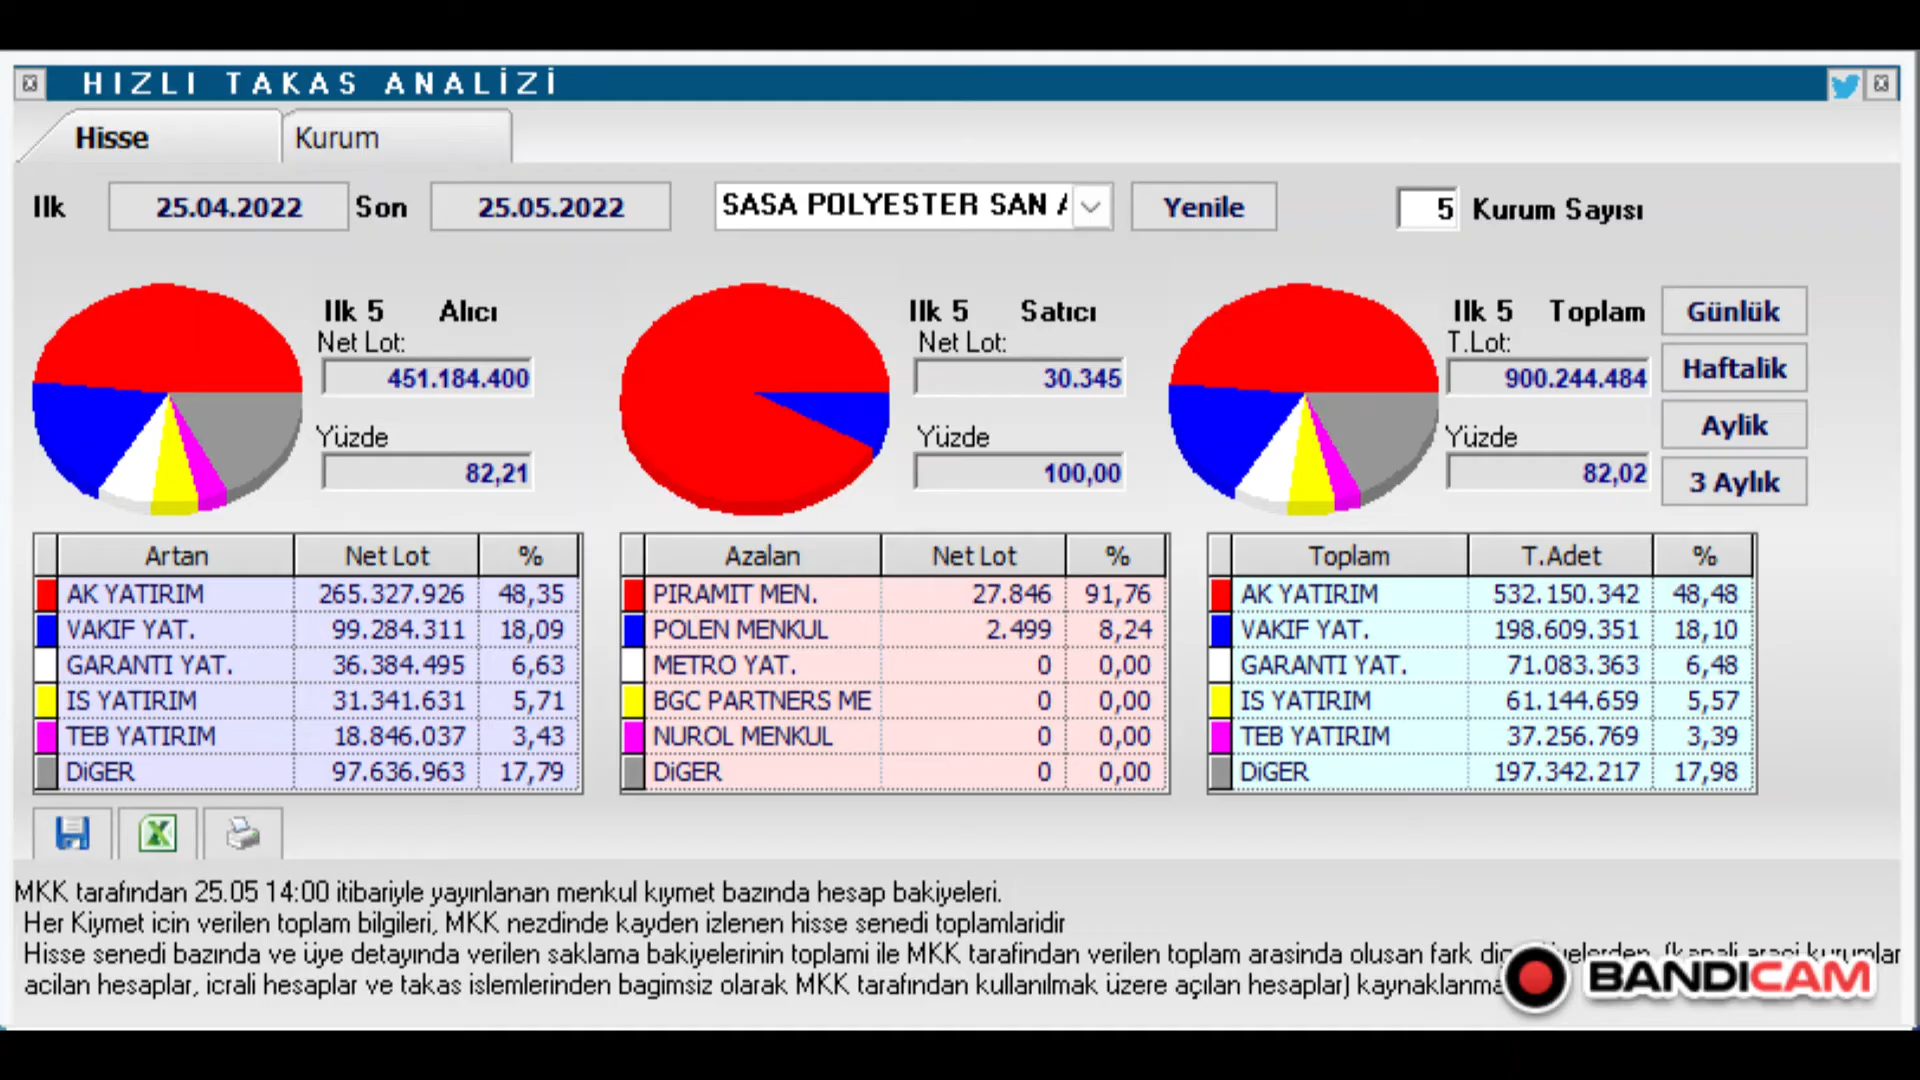 HIZLI TAKAS ANALİZİ
Hisse Kurum
Ilk 25.04.2022 Son 25.05.2022 SASA POLYESTER SAN Yenile 5 Kurum Sayısı
Ilk 5 Alıcı Ilk 5 Satıcı Ilk 5 Toplam Günlük
Net Lot: Net Lot: T.Lot:
451.184.400 30.345 900.244.484 Haftalik
Aylik
Yüzde Yüzde Yüzde
82,21 100,00 82,02 3 Aylık
Artan Net Lot % Azalan Net Lot % Toplam T.Adet %
AK YATIRIM 265.327.926 48,35 PIRAMIT MEN. 27.846 91,76 AK YATIRIM 532.150.342 48,48
VAKIF YAT. 99.284.311 18,09 POLEN MENKUL 2.499 8,24 VAKIF YAT. 198.609.351 18,10
GARANTI YAT. 36.384.495 6,63 METRO YAT. 0 0,00 GARANTI YAT. 71.083.363 6,48
IS YATIRIM 31.341.631 5,71 BGC PARTNERS ME 0 0,00 IS YATIRIM 61.144.659 5,57
TEB YATIRIM 18.846.037 3,43 NUROL MENKUL 0 0,00 TEB YATIRIM 37.256.769 3,39
DiGER 97.636.963 17,79 DiGER 0 0,00 DiGER 197.342.217 17,98
MKK tarafından 25.05 14:00 itibariyle yayınlanan menkul kıymet bazında hesap bakiyeleri.
Her Kiymet icin verilen toplam bilgileri, MKK nezdinde kayden izlenen hisse senedi toplamlaridir
Hisse senedi bazında ve üye detayında verilen saklama bakiyelerinin toplami ile MKK tarafindan verilen toplam arasinda olusan fark (kapali araci kurumlar
acilan hesaplar, icrali hesaplar ve takas islemlerinden bagimsiz olarak MKK tarafından kullanılmak üzere açılan hesaplar)
BANDICAM